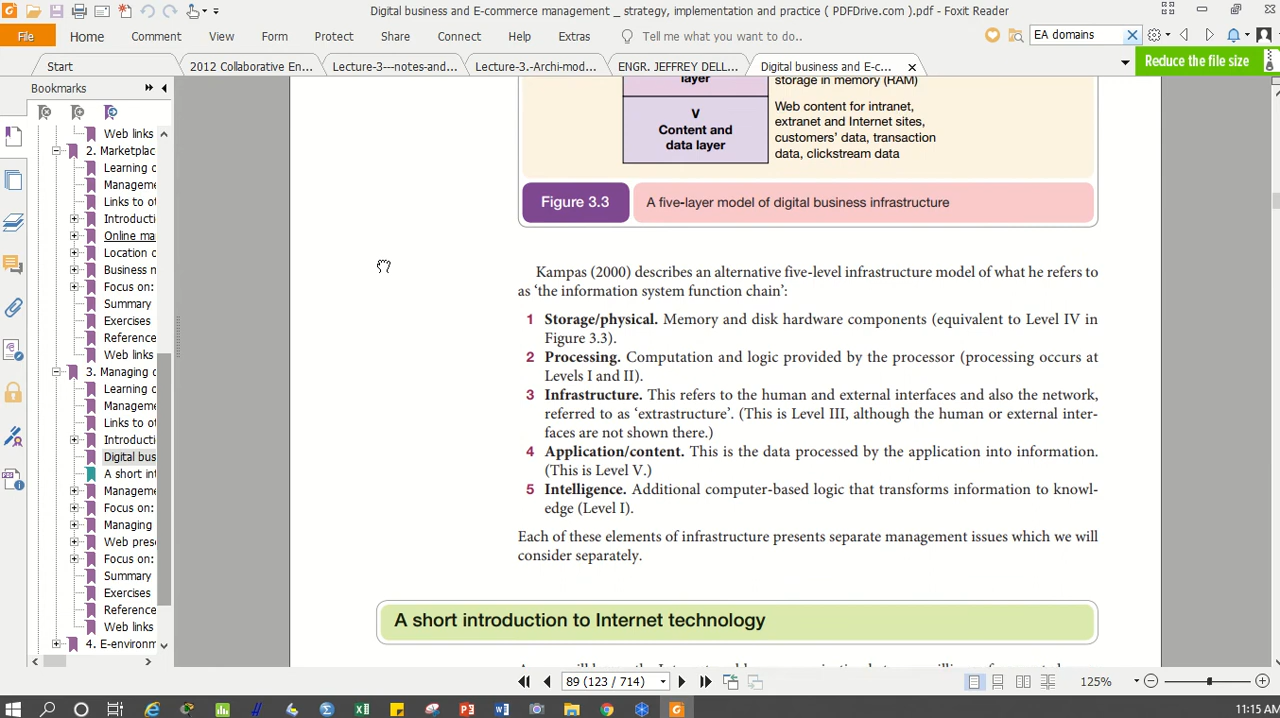 Digital business and E-commerce management _ strategy, implementation and practice ( PDFDrive.com ).pdf - Foxit Reader
File Home Comment View Form Protect Share Connect Help Extras Tell me what you want to do.. EA domains
Start 2012 Collaborative En... Lecture-3---notes-and... Lecture-3.-Archinod... ENGR. JEFFREY DELL... Digital business and E-c... Reduce the file size
Bookmarks
Web links
2. Marketplac
Learning o
Manageme
Links to ot
Introducti
Online ma
Location o
Business m
Focus on:
Summary
Exercises
Reference
Web links
3. Managing o
Learning o
Manageme
Links to ot
Introducti
Digital bus
A short int
Managem
Focus on:
Managing
Web prese
Focus on:
Summary
Exercises
Reference
Web links
4. E-environm
layer
storage in memory (RAM)
V
Content and
data layer
Web content for intranet,
extranet and Internet sites,
customers' data, transaction
data, clickstream data
Figure 3.3 A five-layer model of digital business infrastructure
Kampas (2000) describes an alternative five-level infrastructure model of what he refers to
as 'the information system function chain':
1 Storage/physical. Memory and disk hardware components (equivalent to Level IV in
Figure 3.3).
2 Processing. Computation and logic provided by the processor (processing occurs at
Levels I and II).
3 Infrastructure. This refers to the human and external interfaces and also the network,
referred to as 'extrastructure'. (This is Level III, although the human or external inter-
faces are not shown there.)
4 Application/content. This is the data processed by the application into information.
(This is Level V.)
5 Intelligence. Additional computer-based logic that transforms information to knowl-
edge (Level I).
Each of these elements of infrastructure presents separate management issues which we will
consider separately.
A short introduction to Internet technology
89 (123 / 714) 125%
11:15 AM